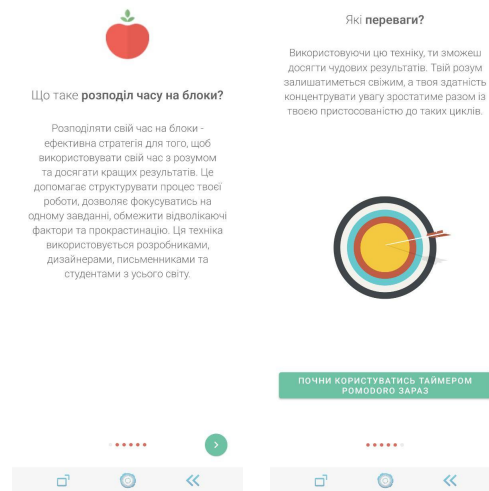 Що таке розподіл часу на блоки?
Розподіляти свій час на блоки -
ефективна стратегія для того, щоб
використовувати свій час з розумом
та досягати кращих результатів. Це
допомагає структурувати процес твоєї
роботи, дозволяє фокусуватись на
одному завданні, обмежити відволікаючі
фактори та прокрастинацію. Ця техніка
використовується розробниками,
дизайнерами, письменниками та
студентами з усього світу.
Які переваги?
Використовуючи цю техніку, ти зможеш
досягти чудових результатів. Твій розум
залишатиметься свіжим, а твоя здатність
концентрувати увагу зростатиме разом із
твоєю пристосованістю до таких циклів.
ПОЧНИ КОРИСТУВАТИСЬ ТАЙМЕРОМ
POMODORO ЗАРАЗ